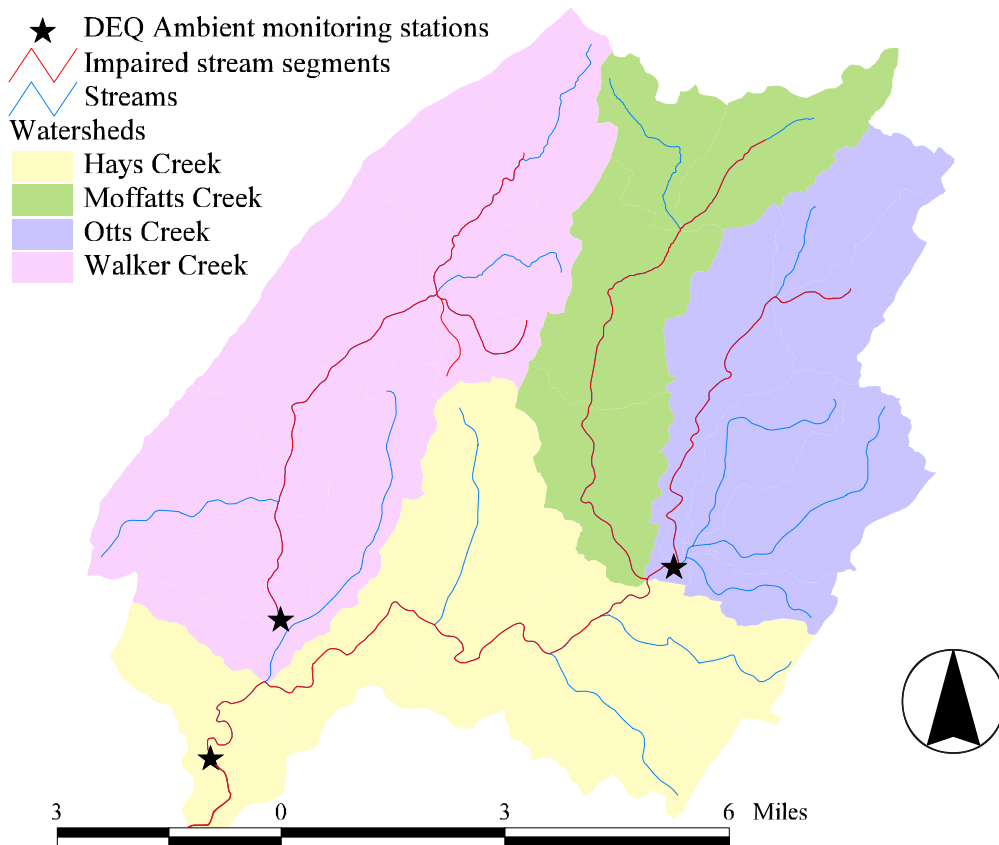 DEQ Ambient monitoring stations
Impaired stream segments
Streams
Watersheds
Hays Creek
Moffatts Creek
Otts Creek
Walker Creek
3 0 3 6 Miles